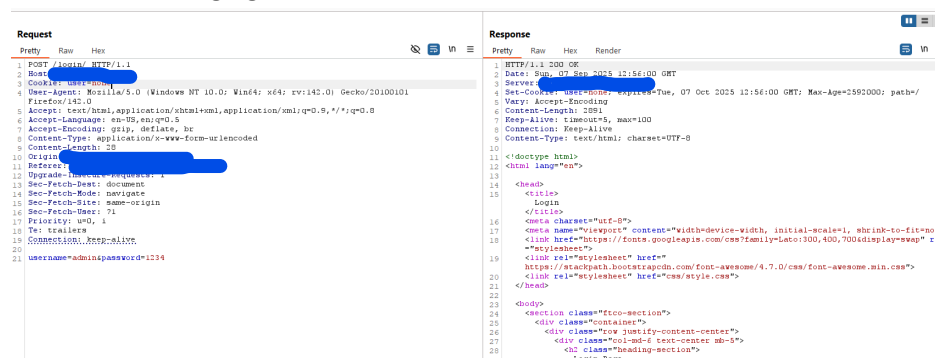 Request
Pretty Raw Hex
\n
1 POST /login/ HTTP/1.1
2 Host
3 Cookie: user=none
4 User-Agent: Mozilla/5.0 (Windows NT 10.0; Win64; x64; rv:142.0) Gecko/20100101
Firefox/142.0
5 Accept: text/html,application/xhtml+xml,application/xml;q=0.9,*/*;q=0.8
6 Accept-Language: en-US,en;q=0.5
7 Accept-Encoding: gzip, deflate, br
8 Content-Type: application/x-www-form-urlencoded
9 Content-Length: 28
10 Origin
11 Referer:
12 Upgrade-Insecure-Requests: 1
13 Sec-Fetch-Dest: document
14 Sec-Fetch-Mode: navigate
15 Sec-Fetch-Site: same-origin
16 Sec-Fetch-User: ?1
17 Priority: u=0, i
18 Te: trailers
19 Connection: keep-alive
20
21 username=admin&password=1234
Response
Pretty Raw Hex Render
\n
1 HTTP/1.1 200 OK
2 Date: Sun, 07 Sep 2025 12:56:00 GMT
3 Server:
4 Set-Cookie: user=none; expires=Tue, 07 Oct 2025 12:56:00 GMT; Max-Age=2592000; path=/
5 Vary: Accept-Encoding
6 Content-Length: 2891
7 Keep-Alive: timeout=5, max=100
8 Connection: Keep-Alive
9 Content-Type: text/html; charset=UTF-8
10
11 <!doctype html>
12 <html lang="en">
13
14 <head>
15 <title>
Login
</title>
16 <meta charset="utf-8">
17 <meta name="viewport" content="width=device-width, initial-scale=1, shrink-to-fit=no
18 <link href="https://fonts.googleapis.com/css?family=Lato:300,400,700&display=swap" r
="stylesheet">
19 <link rel="stylesheet" href="
https://stackpath.bootstrapcdn.com/font-awesome/4.7.0/css/font-awesome.min.css">
20 <link rel="stylesheet" href="css/style.css">
21 </head>
22
23 <body>
24 <section class="ftco-section">
25 <div class="container">
26 <div class="row justify-content-center">
27 <div class="col-md-6 text-center mb-5">
28 <h2 class="heading-section">